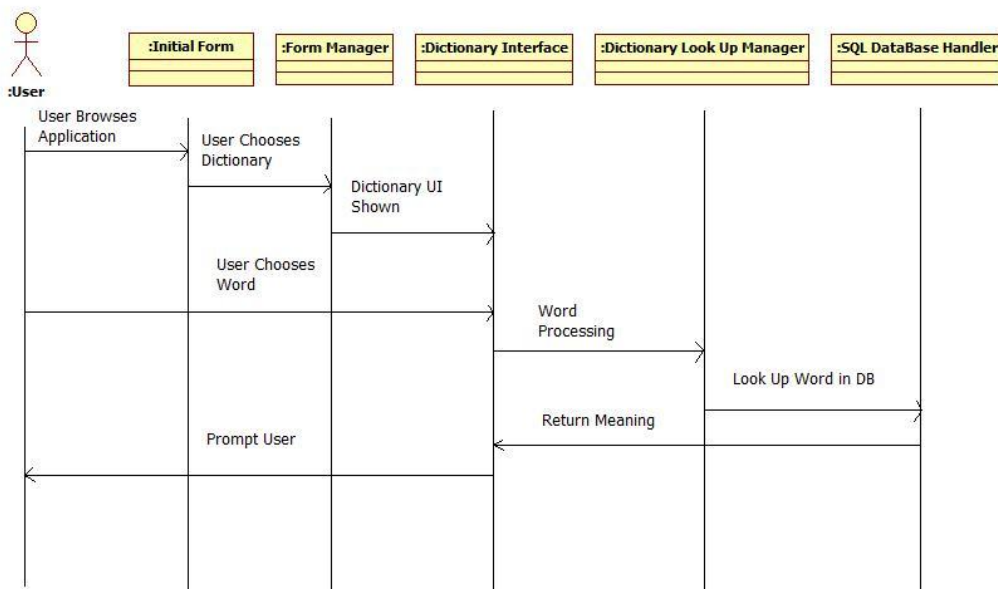 :Initial Form
:Form Manager
:Dictionary Interface
:Dictionary Look Up Manager
:SQL DataBase Handler
:User
User Browses
Application
User Chooses
Dictionary
Dictionary UI
Shown
User Chooses
Word
Word
Processing
Look Up Word in DB
Return Meaning
Prompt User